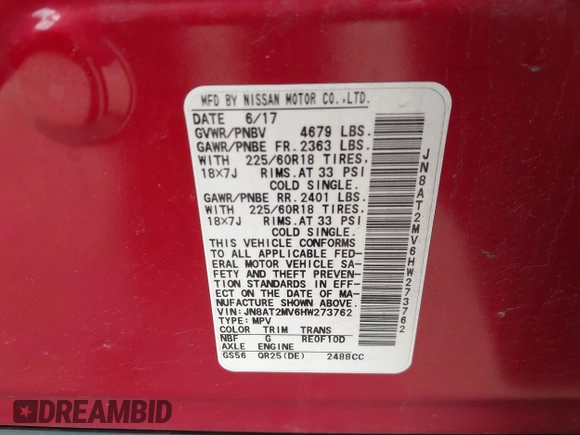 MFD BY NISSAN MOTOR CO.,LTD.
DATE 6/17
GVWR/PNBV 4679 LBS.
GAWR/PNBE FR. 2363 LBS.
WITH 225/60R18 TIRES.
18×7J RIMS.AT 33 PSI
COLD SINGLE.
GAWR/PNBE RR. 2401 LBS.
WITH 225/60R18 TIRES.
18×7J RIMS.AT 33 PSI
COLD SINGLE.
THIS VEHICLE CONFORMS
TO ALL APPLICABLE FED-
ERAL MOTOR VEHICLE SA-
FETY AND THEFT PREVEN-
TION STANDARDS IN EFF-
ECT ON THE DATE OF MA-
NUFACTURE SHOWN ABOVE.
VIN:JN8AT2MV6HW273762
TYPE:MPV
COLOR TRIM TRANS
NBF G RE0F10D
AXLE ENGINE
GS56 QR25(DE) 2488CC
JN8AT2MV6HW273762
DREAMBID